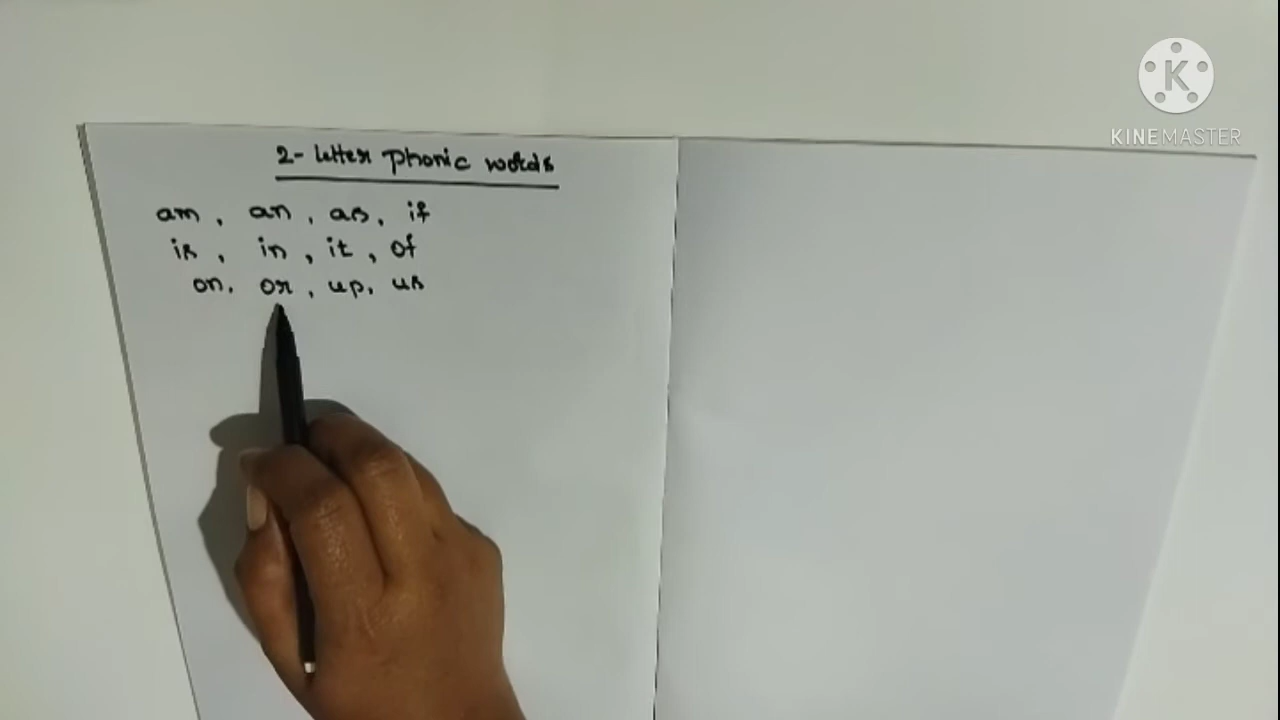 2- letter phonic words
am, an, as, if
is, in, it, of
on, or, up, us
K
KINEMASTER